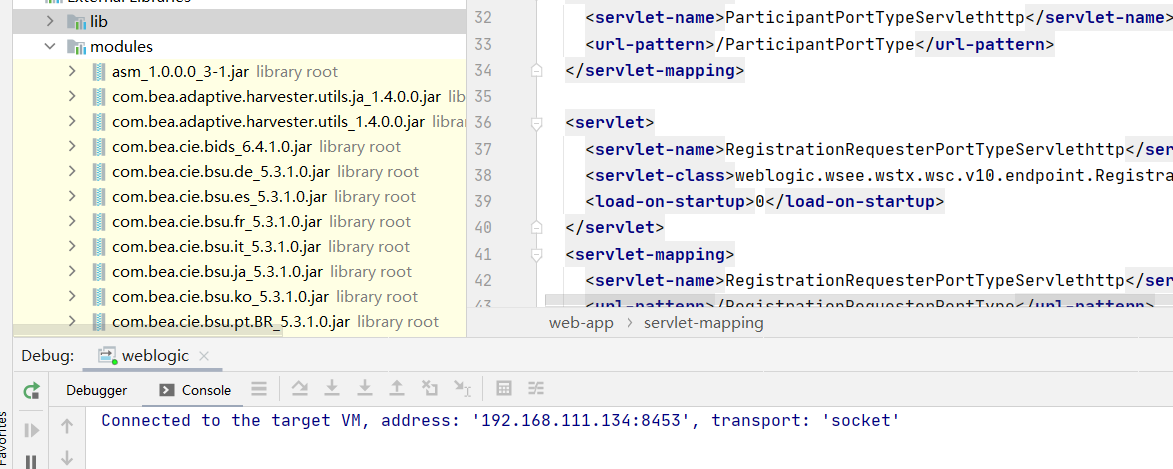 lib
modules
asm_1.0.0.0_3-1.jar library root
com.bea.adaptive.harvester.utils.ja_1.4.0.0.jar lib
com.bea.adaptive.harvester.utils_1.4.0.0.jar library
com.bea.cie.bids_6.4.1.0.jar library root
com.bea.cie.bsu.de_5.3.1.0.jar library root
com.bea.cie.bsu.es_5.3.1.0.jar library root
com.bea.cie.bsu.fr_5.3.1.0.jar library root
com.bea.cie.bsu.it_5.3.1.0.jar library root
com.bea.cie.bsu.ja_5.3.1.0.jar library root
com.bea.cie.bsu.ko_5.3.1.0.jar library root
com.bea.cie.bsu.pt.BR_5.3.1.0.jar library root
32 <servlet-name>ParticipantPortTypeServlethttp</servlet-name>
33 <url-pattern>/ParticipantPortType</url-pattern>
34 </servlet-mapping>
35
36 <servlet>
37 <servlet-name>RegistrationRequesterPortTypeServlethttp</ser
38 <servlet-class>weblogic.wsee.wstx.wsc.v10.endpoint.Registra
39 <load-on-startup>0</load-on-startup>
40 </servlet>
41 <servlet-mapping>
42 <servlet-name>RegistrationRequesterPortTypeServlethttp</ser
43 <url-pattern>/RegistrationRequesterPortType</url-pattern>
web-app › servlet-mapping
Debug: weblogic
Debugger Console
Connected to the target VM, address: '192.168.111.134:8453', transport: 'socket'
Favorites